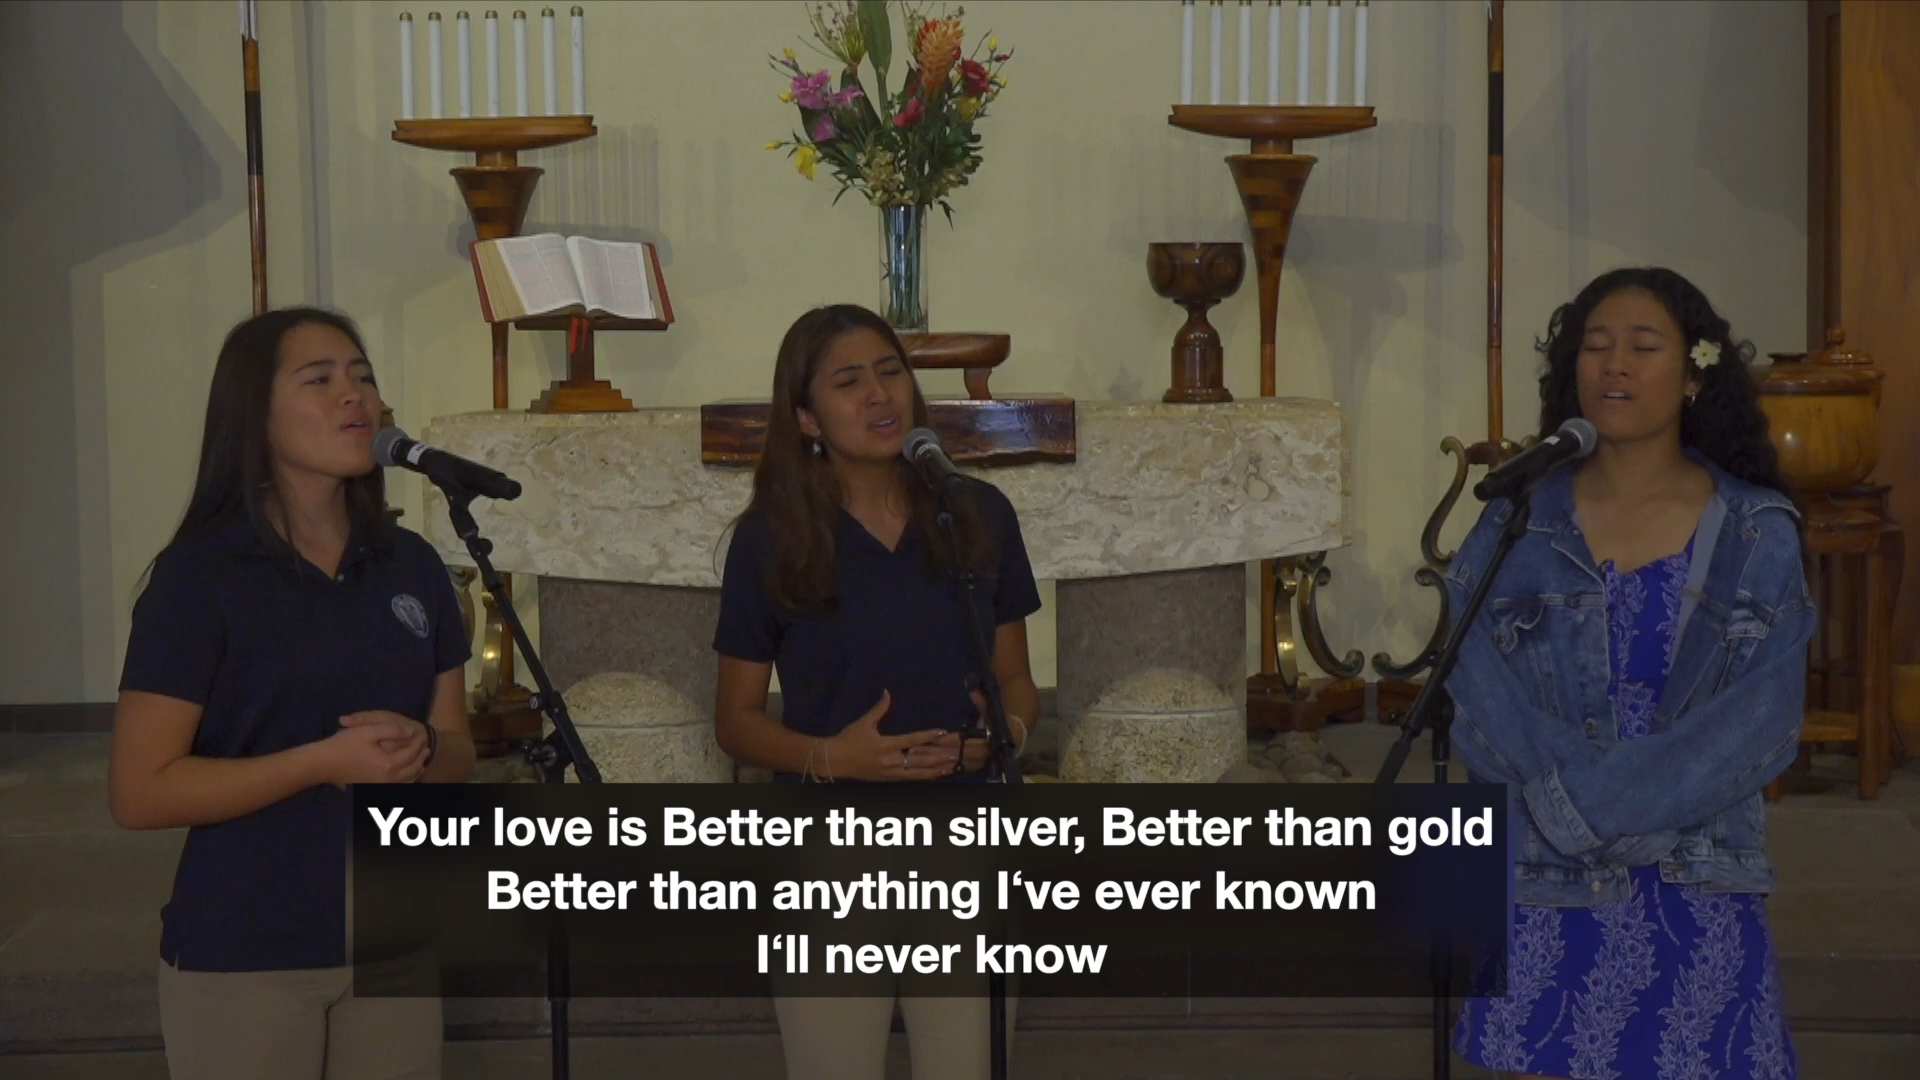 Your love is Better than silver, Better than gold
Better than anything I‘ve ever known
I‘ll never know